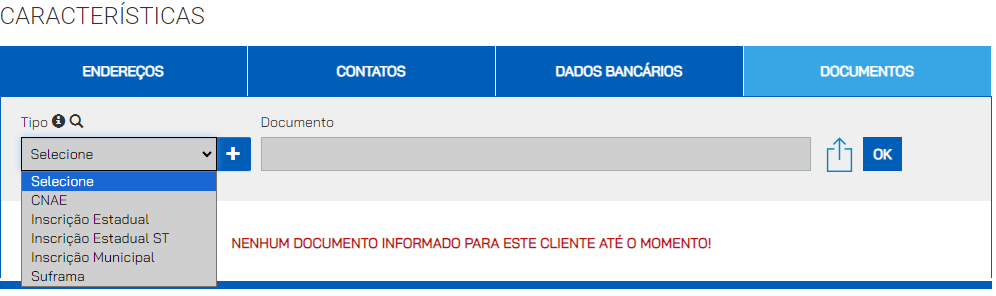 CARACTERÍSTICAS
ENDEREÇOS CONTATOS DADOS BANCÁRIOS DOCUMENTOS
Tipo Documento
Selecione OK
Selecione
CNAE
Inscrição Estadual
Inscrição Estadual ST
NENHUM DOCUMENTO INFORMADO PARA ESTE CLIENTE ATÉ O MOMENTO!
Inscrição Municipal
Suframa